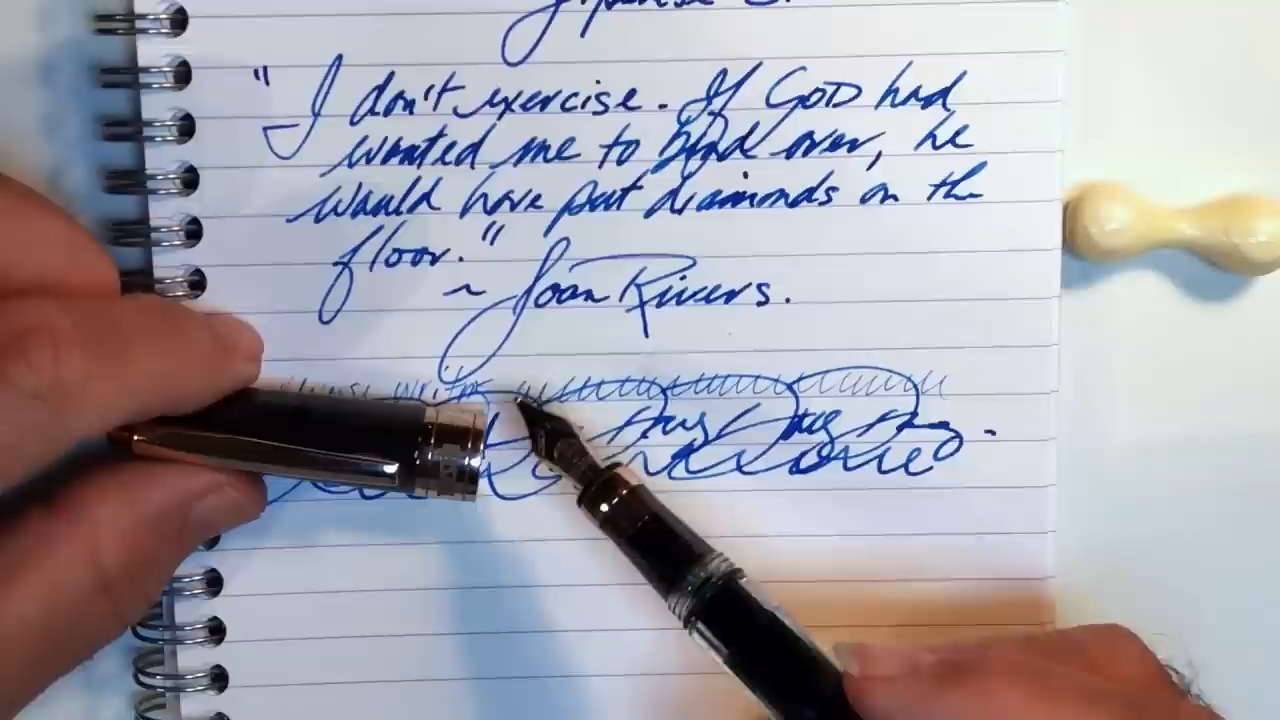 "I don't exercise. If GOD had
wanted me to bend over, he
would have put diamonds on the
floor."
~ Joan Rivers.
writing